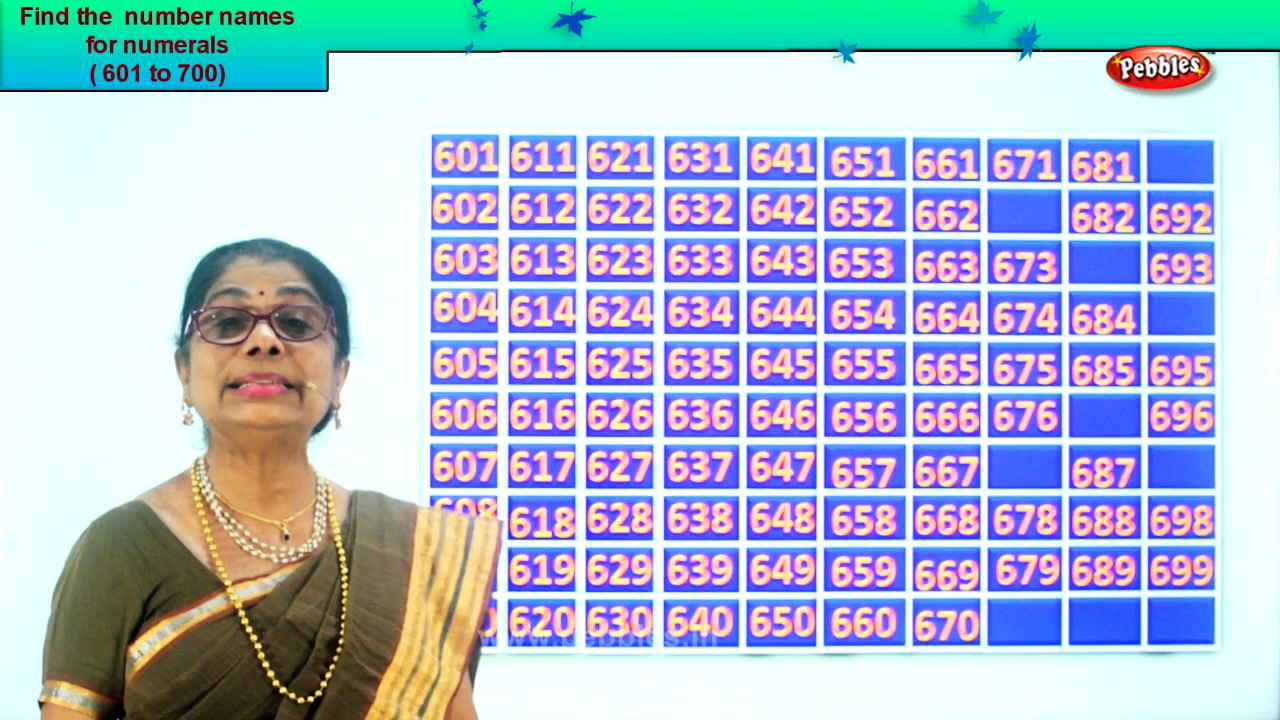 Find the number names
for numerals
( 601 to 700)
Pebbles
601 611 621 631 641 651 661 671 681
602 612 622 632 642 652 662 682 692
603 613 623 633 643 653 663 673 693
604 614 624 634 644 654 664 674 684
605 615 625 635 645 655 665 675 685 695
606 616 626 636 646 656 666 676 696
607 617 627 637 647 657 667 687
608 618 628 638 648 658 668 678 688 698
619 629 639 649 659 669 679 689 699
620 630 640 650 660 670
www.pebbles.in